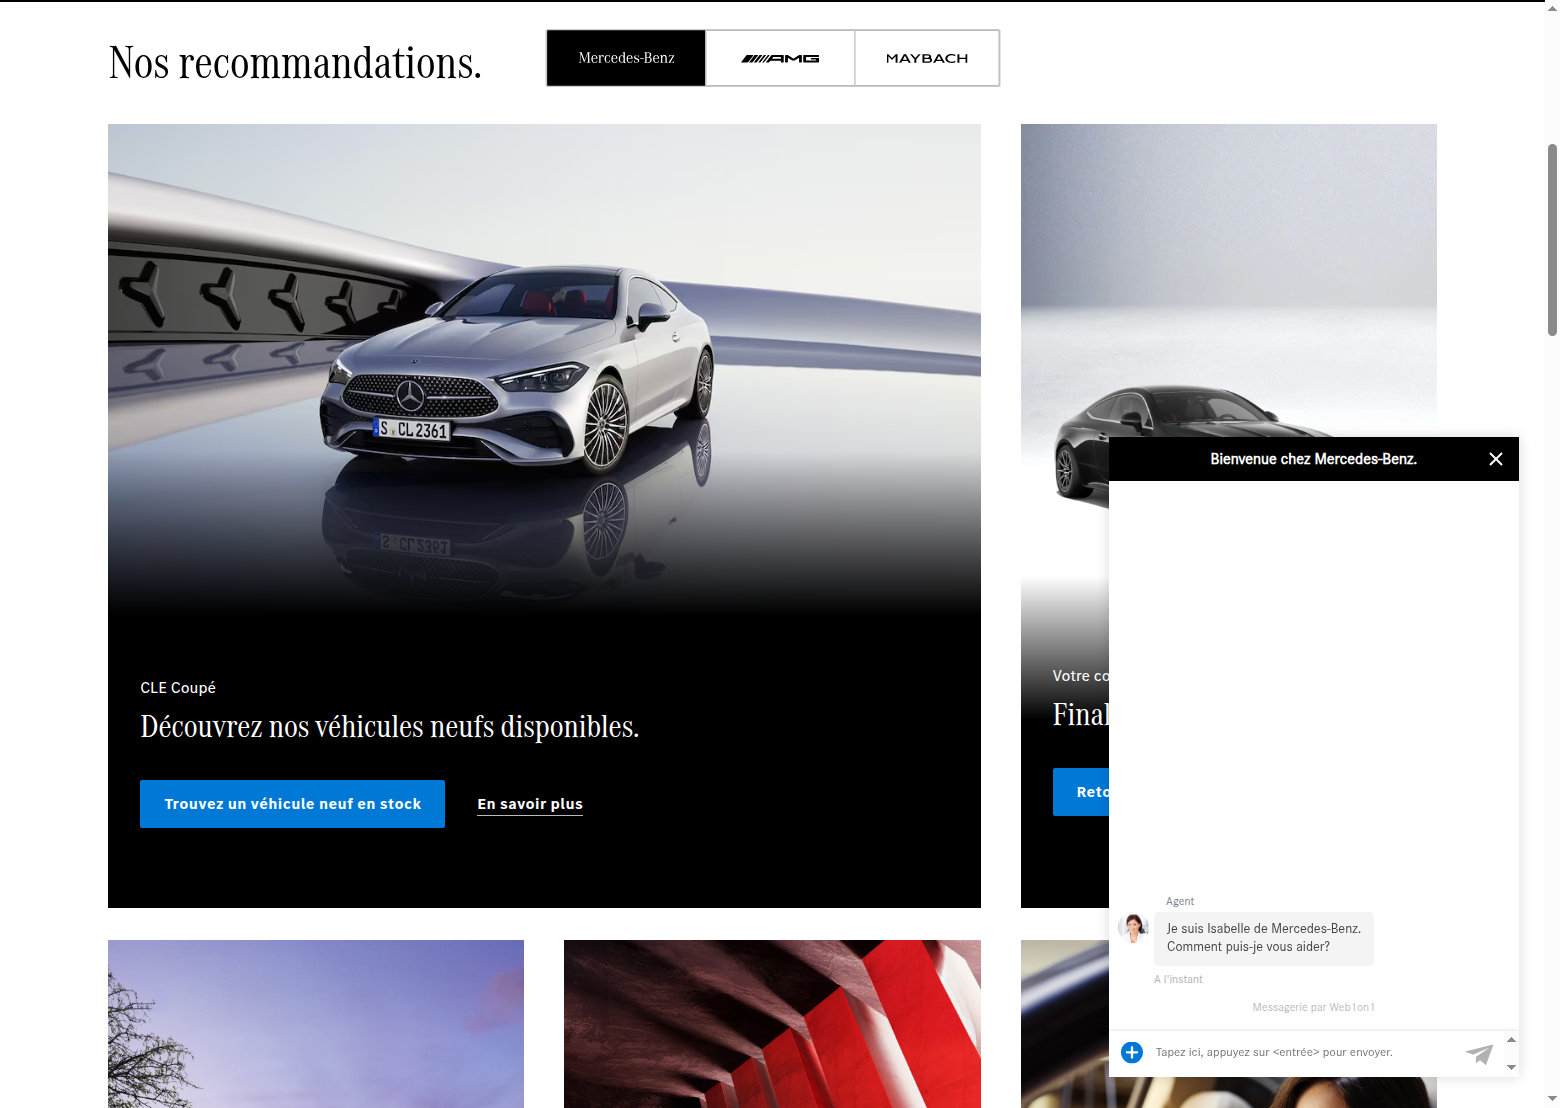 Nos recommandations.
Mercedes-Benz
AMG
MAYBACH
S CL 2361
CLE Coupé
Découvrez nos véhicules neufs disponibles.
Trouvez un véhicule neuf en stock
En savoir plus
Votre co
Final
Reto
Bienvenue chez Mercedes-Benz.
Agent
Je suis Isabelle de Mercedes-Benz.
Comment puis-je vous aider?
A l'instant
Messagerie par Web1on1
Tapez ici, appuyez sur <entrée> pour envoyer.